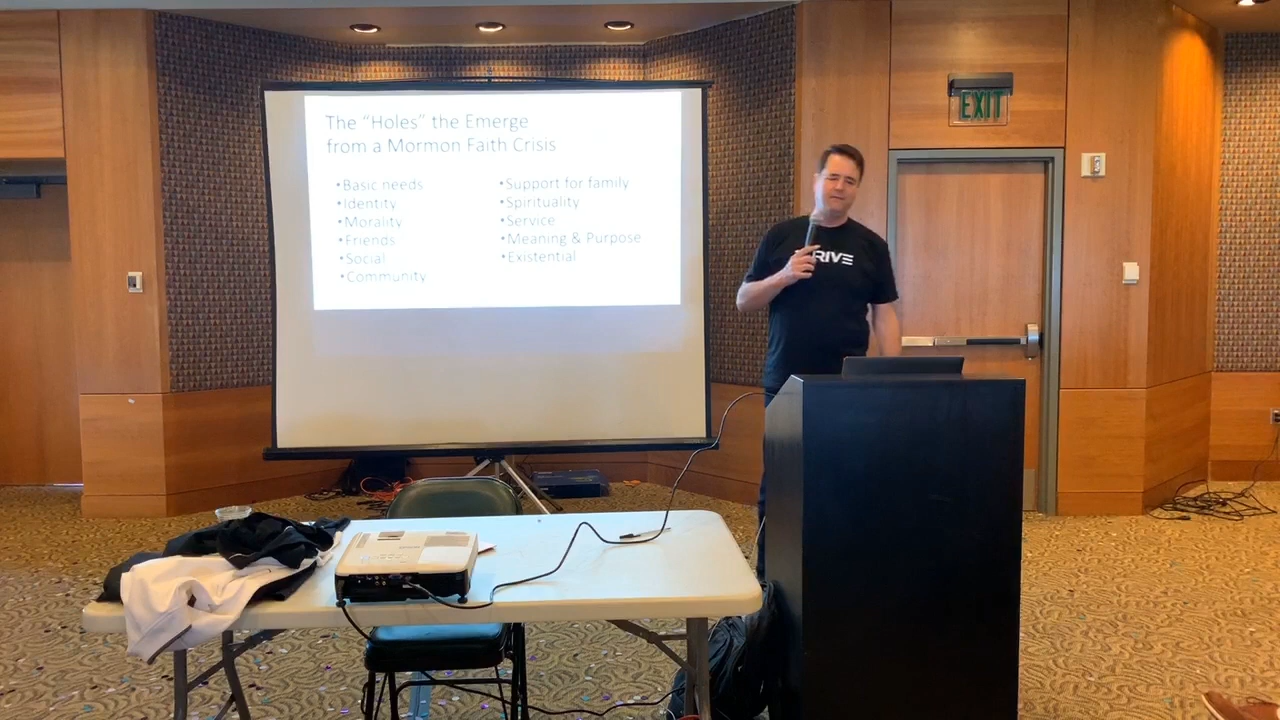 The "Holes" the Emerge
from a Mormon Faith Crisis
•Basic needs
•Identity
•Morality
•Friends
•Social
•Community
•Support for family
•Spirituality
•Service
•Meaning & Purpose
•Existential
EXIT
RIVE